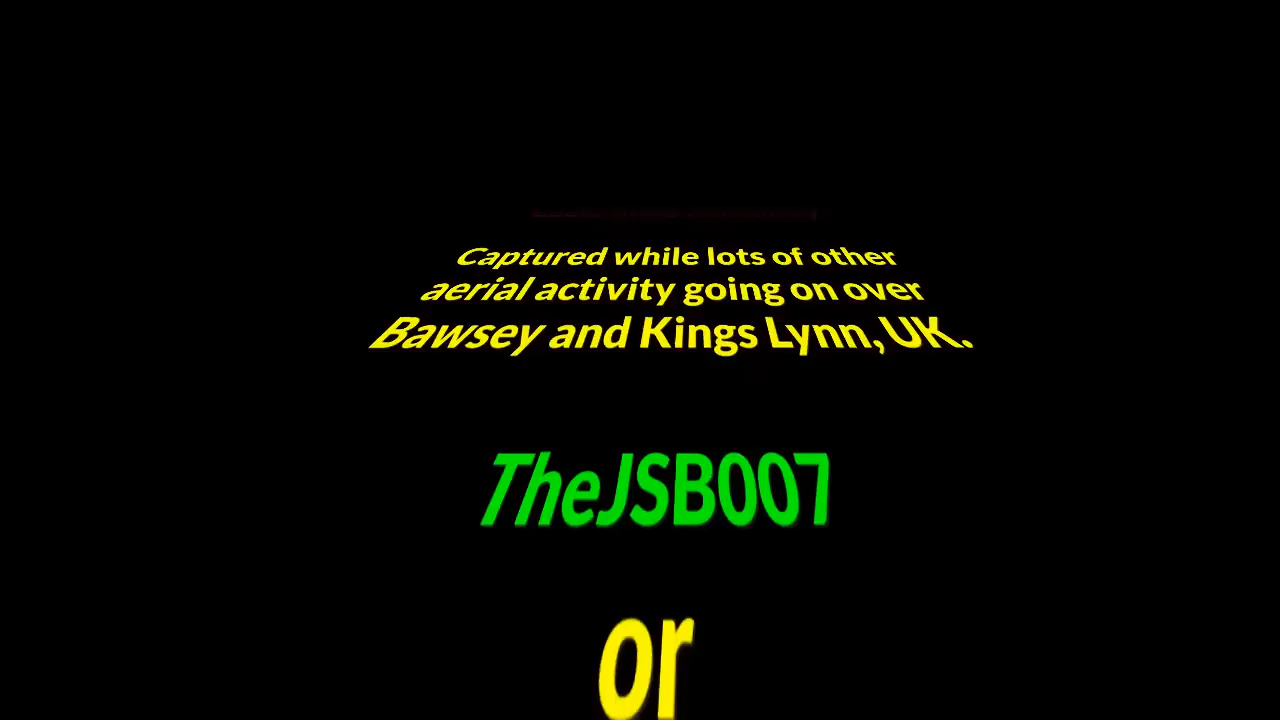 Captured while lots of other
aerial activity going on over
Bawsey and Kings Lynn, UK.
TheJSB007
or